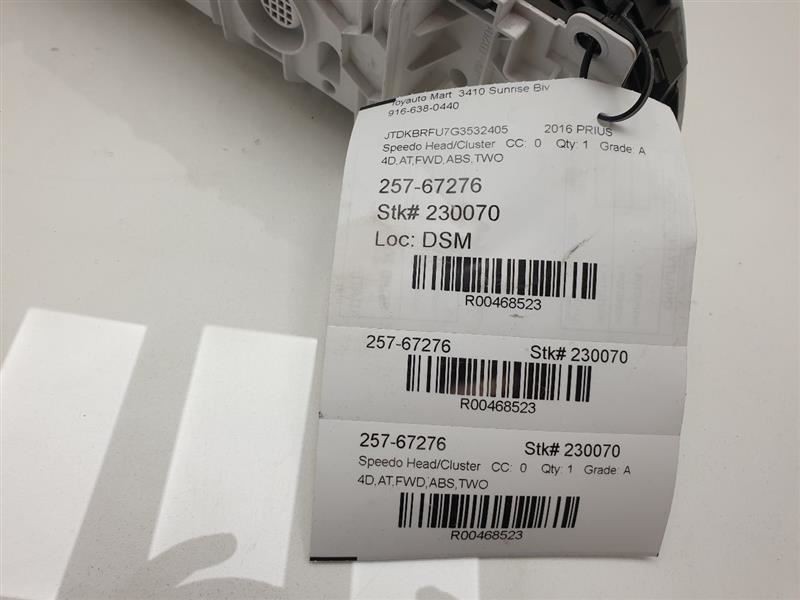 Toyauto Mart 3410 Sunrise Blv
916-638-0440
JTDKBRFU7G3532405 2016 PRIUS
Speedo Head/Cluster CC: 0 Qty: 1 Grade: A
4D,AT,FWD,ABS,TWO
257-67276
Stk# 230070
Loc: DSM
R00468523
257-67276 Stk# 230070
R00468523
257-67276 Stk# 230070
Speedo Head/Cluster CC: 0 Qty: 1 Grade: A
4D,AT,FWD,ABS,TWO
R00468523